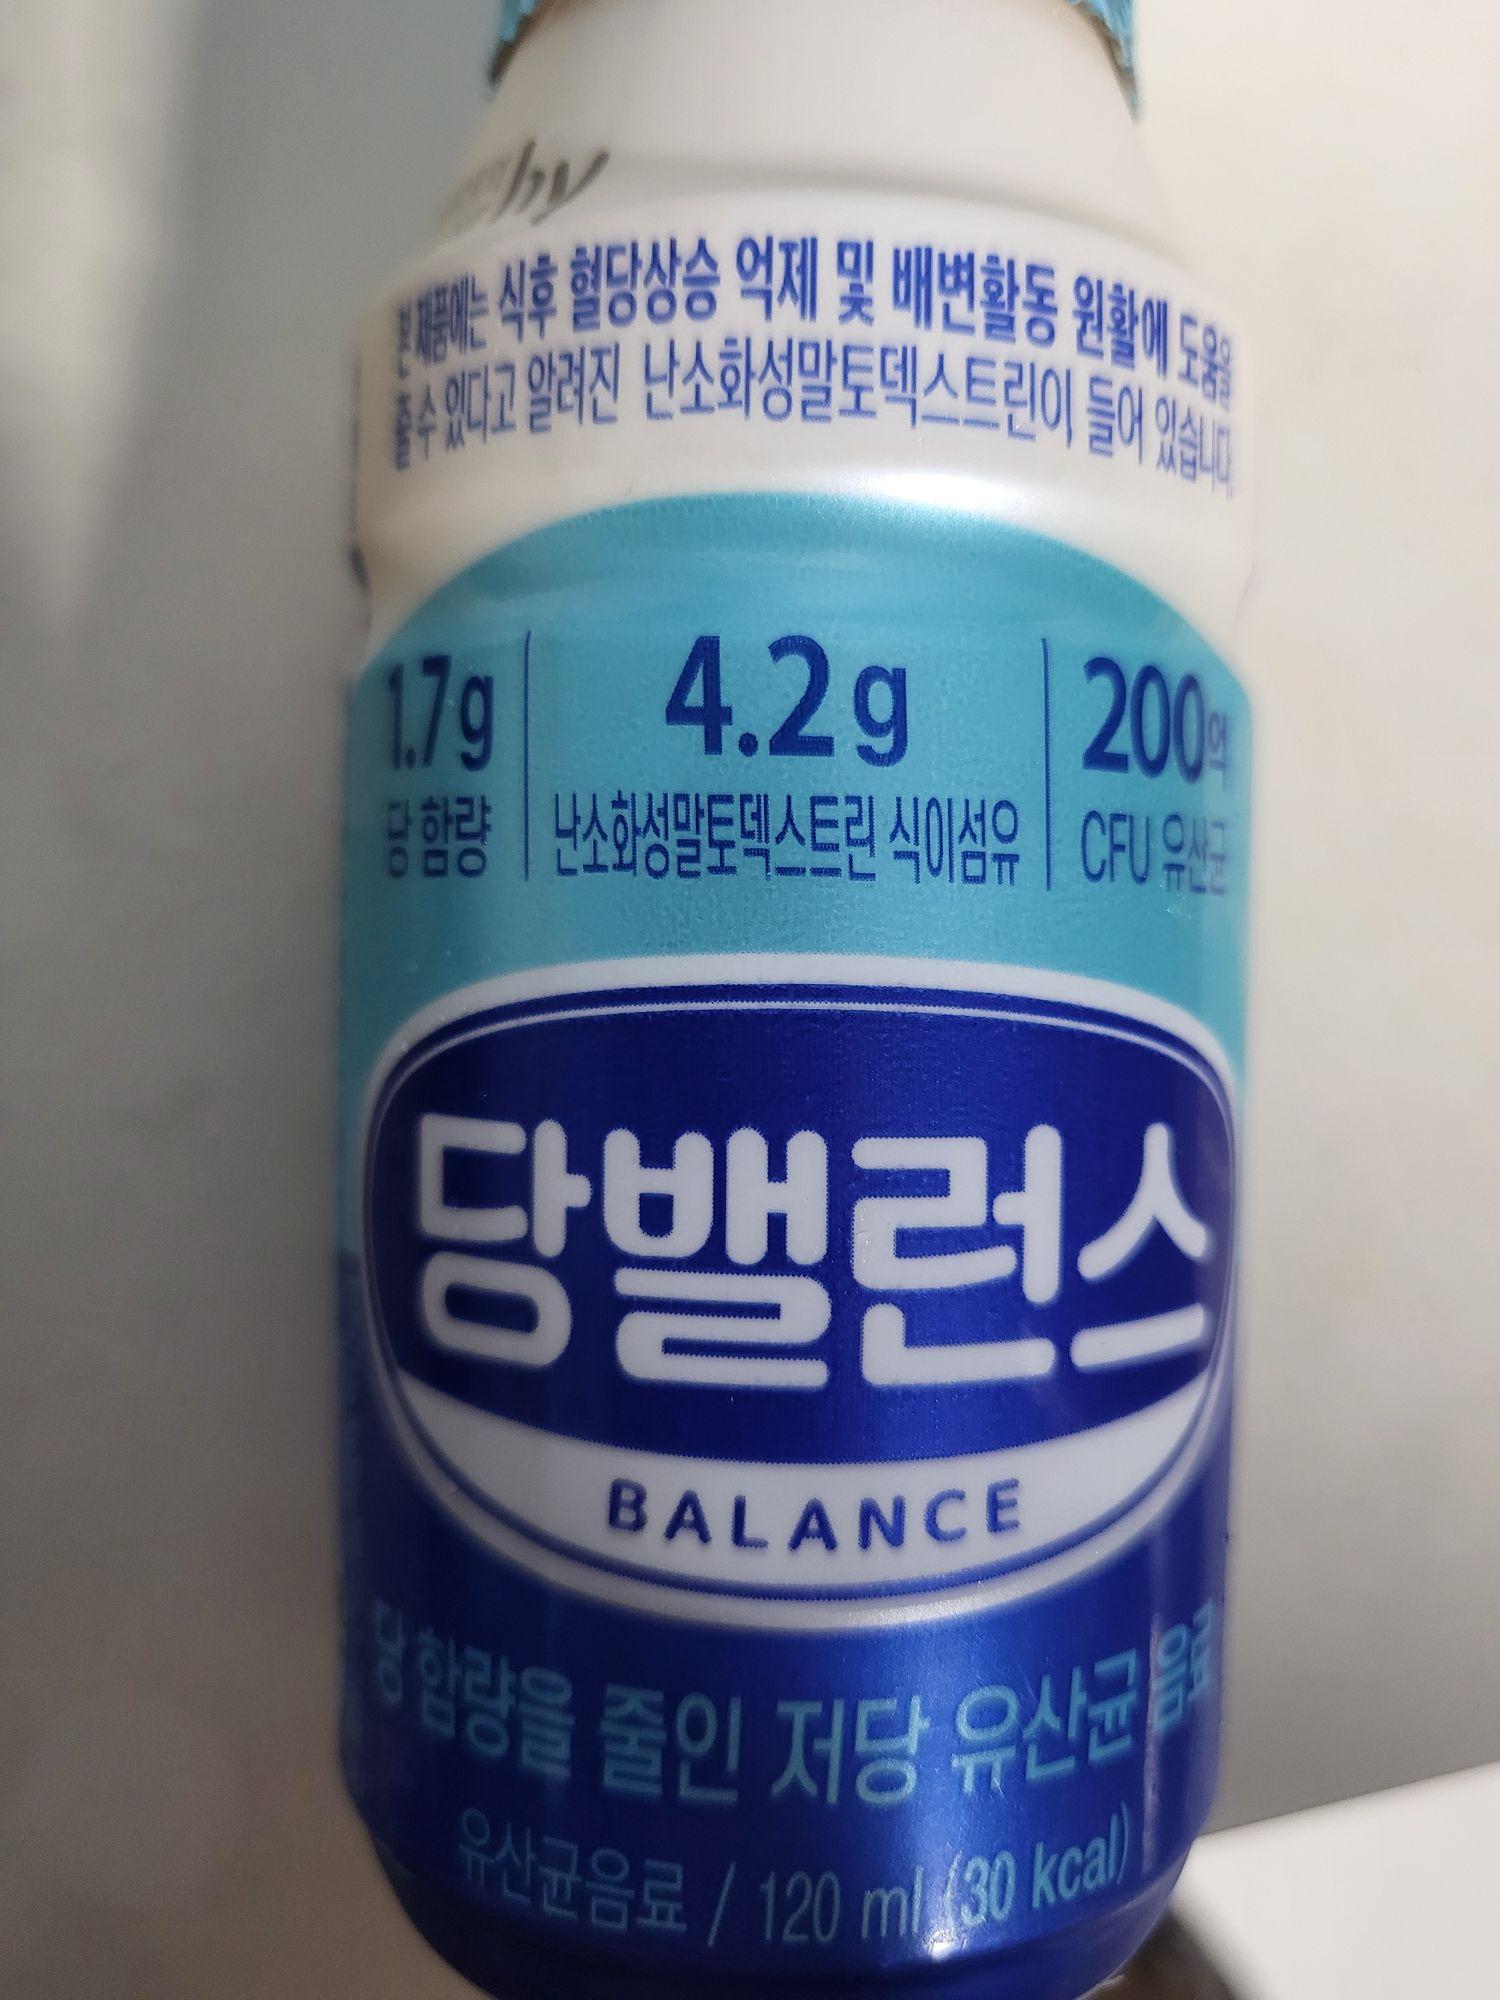 hy
본 제품에는 식후 혈당상승 억제 및 배변활동 원활에 도움을
줄 수 있다고 알려진 난소화성말토덱스트린이 들어 있습니다.
1.7g
당 함량
4.2g
난소화성말토덱스트린 식이섬유
200억
CFU 유산균
당밸런스
BALANCE
당 함량을 줄인 저당 유산균 음료
유산균음료 / 120 ml (30 kcal)